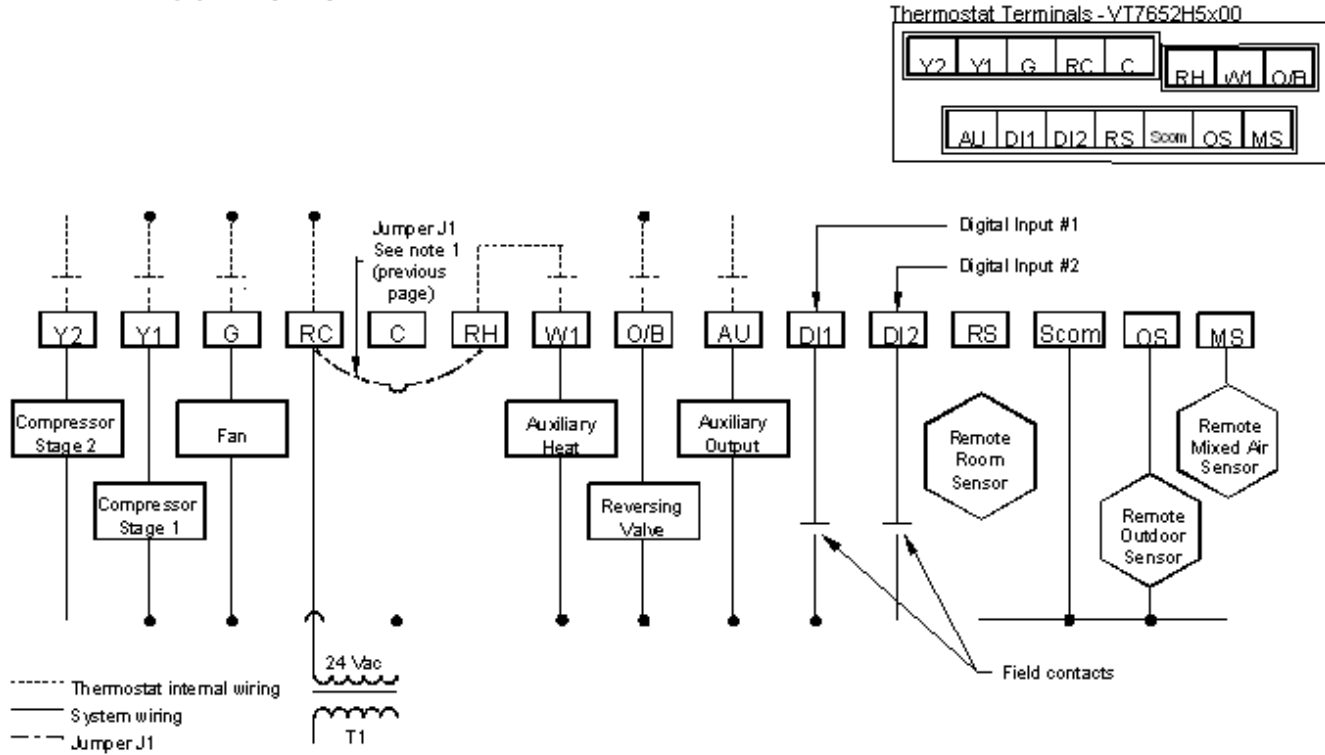 Thermostat Terminals - VT7652H5x00
Y2 Y1 G RC C RH W1 O/B
AU DI1 DI2 RS Scom OS MS
Jumper J1
See note 1
(previous
page)
Digital Input #1
Digital Input #2
Y2 Y1 G RC C RH W1 O/B AU DI1 DI2 RS Scom OS MS
Compressor
Stage 2
Fan
Auxiliary
Heat
Auxiliary
Output
Remote
Room
Sensor
Remote
Mixed Air
Sensor
Compressor
Stage 1
Reversing
Valve
Remote
Outdoor
Sensor
24 Vac
Field contacts
Thermostat internal wiring
System wiring
T1
Jumper J1